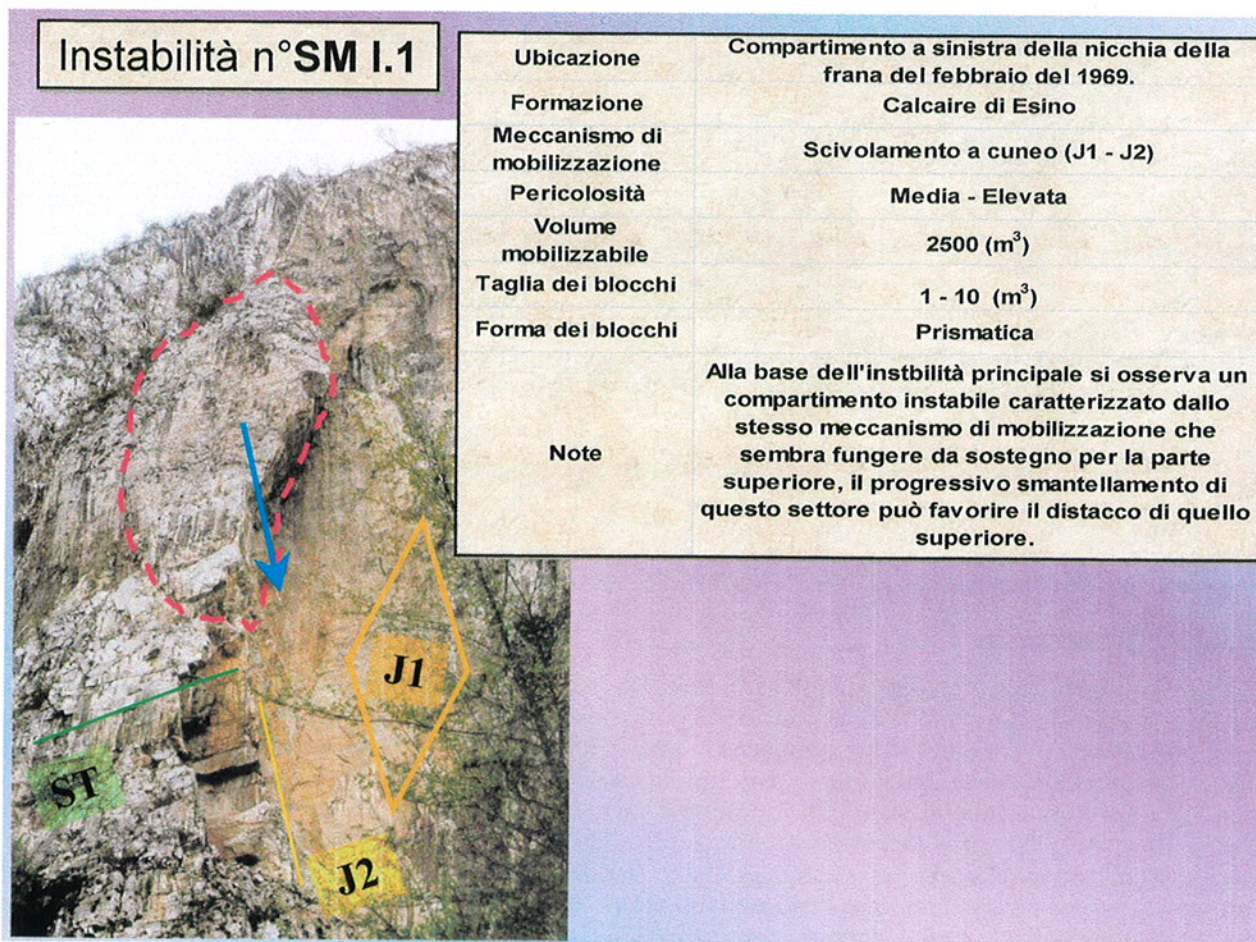 Instabilità n°SM I.1
Ubicazione
Compartimento a sinistra della nicchia della
frana del febbraio del 1969.
Formazione
Calcaire di Esino
Meccanismo di
mobilizzazione
Scivolamento a cuneo (J1 - J2)
Pericolosità
Media - Elevata
Volume
mobilizzabile
2500 (m³)
Taglia dei blocchi
1 - 10 (m³)
Forma dei blocchi
Prismatica
Note
Alla base dell'instbilità principale si osserva un
compartimento instabile caratterizzato dallo
stesso meccanismo di mobilizzazione che
sembra fungere da sostegno per la parte
superiore, il progressivo smantellamento di
questo settore può favorire il distacco di quello
superiore.
J1
ST
J2